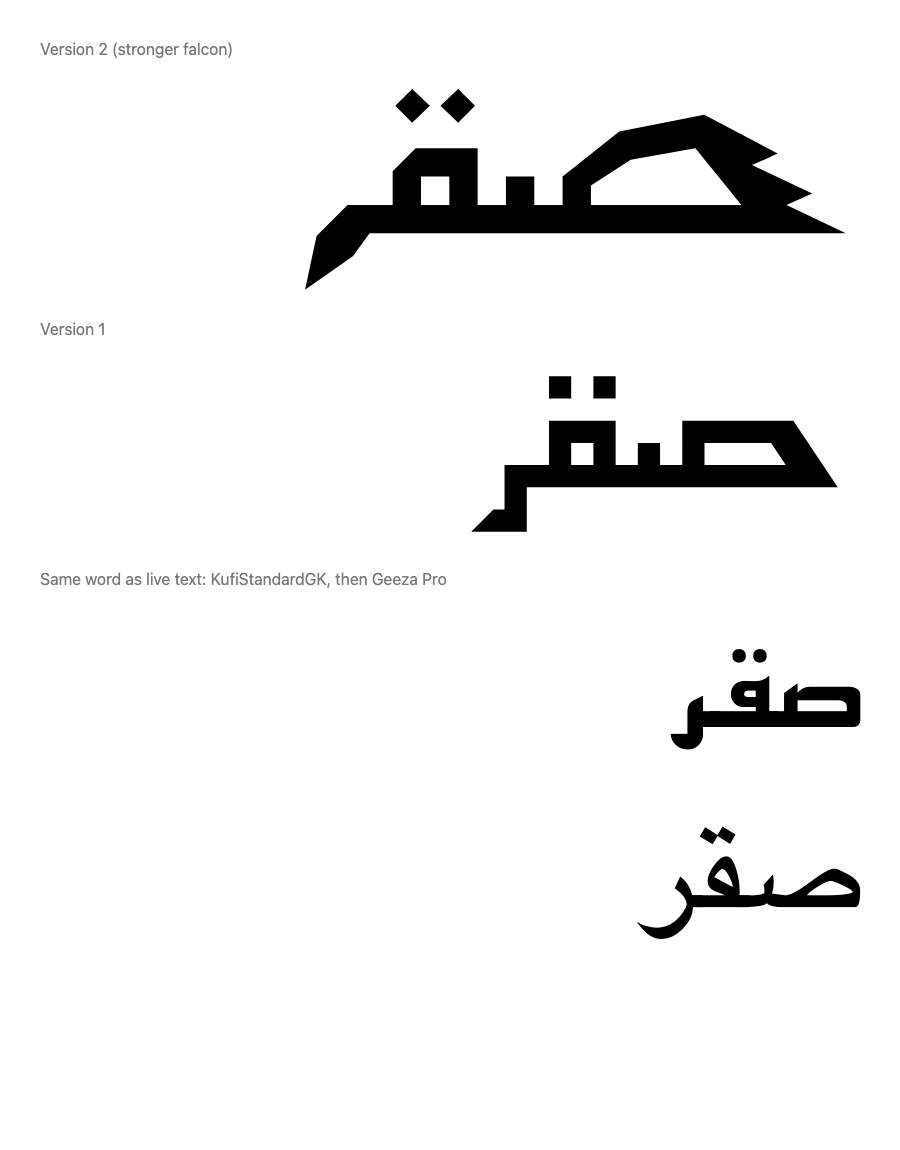 Version 2 (stronger falcon)
صقر
Version 1
صقر
Same word as live text: KufiStandardGK, then Geeza Pro
صقر
صقر